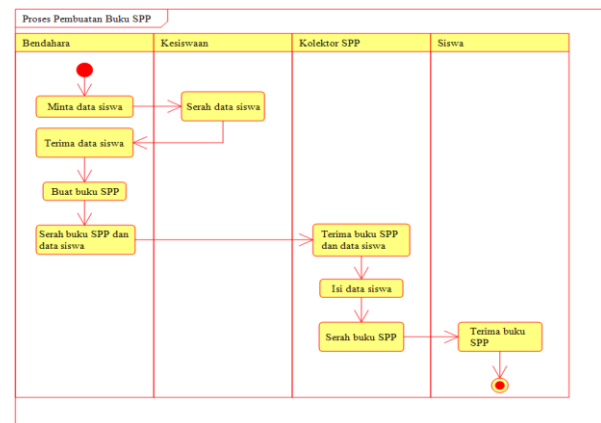 Proses Pembuatan Buku SPP
Bendahara
Kesiswaan
Kolektor SPP
Siswa
Minta data siswa
Serah data siswa
Terima data siswa
Buat buku SPP
Serah buku SPP dan
data siswa
Terima buku SPP
dan data siswa
Isi data siswa
Serah buku SPP
Terima buku
SPP